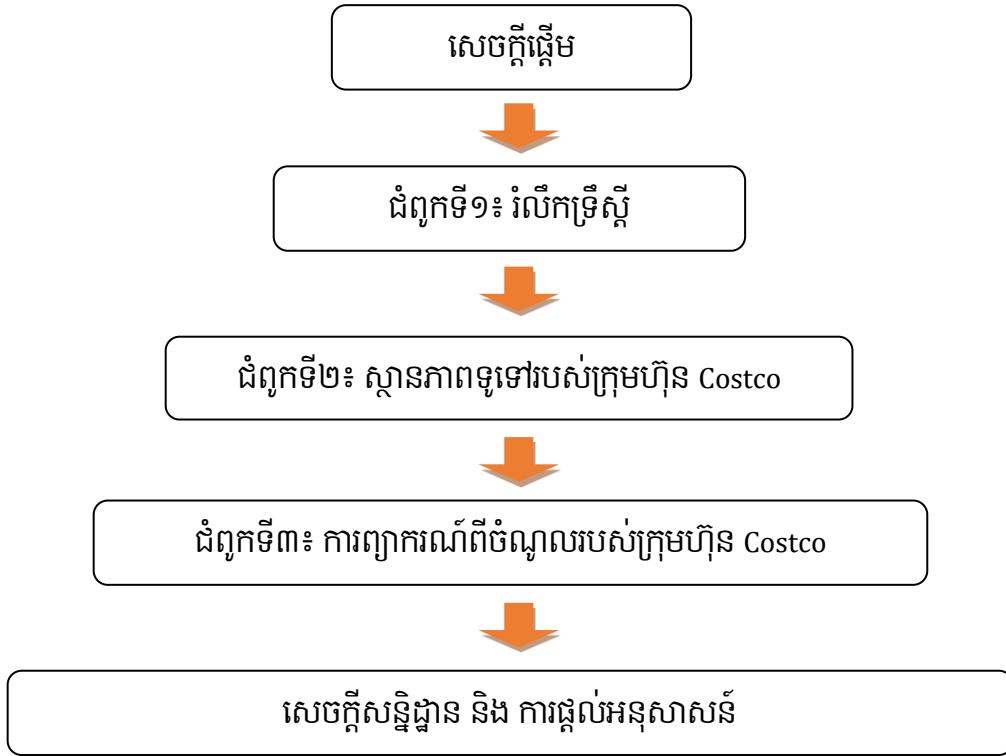 សេចក្តីផ្តើម
ជំពូកទី១៖ រំលឹកទ្រឹស្តី
ជំពូកទី២៖ ស្ថានភាពទូទៅរបស់ក្រុមហ៊ុន Costco
ជំពូកទី៣៖ ការព្យាករណ៍ពីចំណូលរបស់ក្រុមហ៊ុន Costco
សេចក្តីសន្និដ្ឋាន និង ការផ្តល់អនុសាសន៍